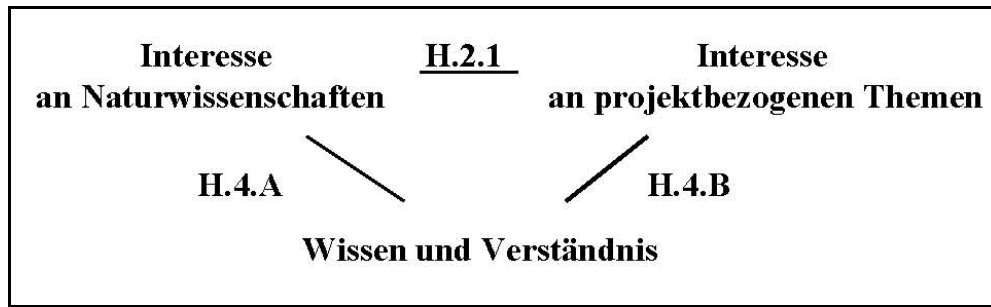 Interesse H.2.1 Interesse
an Naturwissenschaften an projektbezogenen Themen
H.4.A H.4.B
Wissen und Verständnis